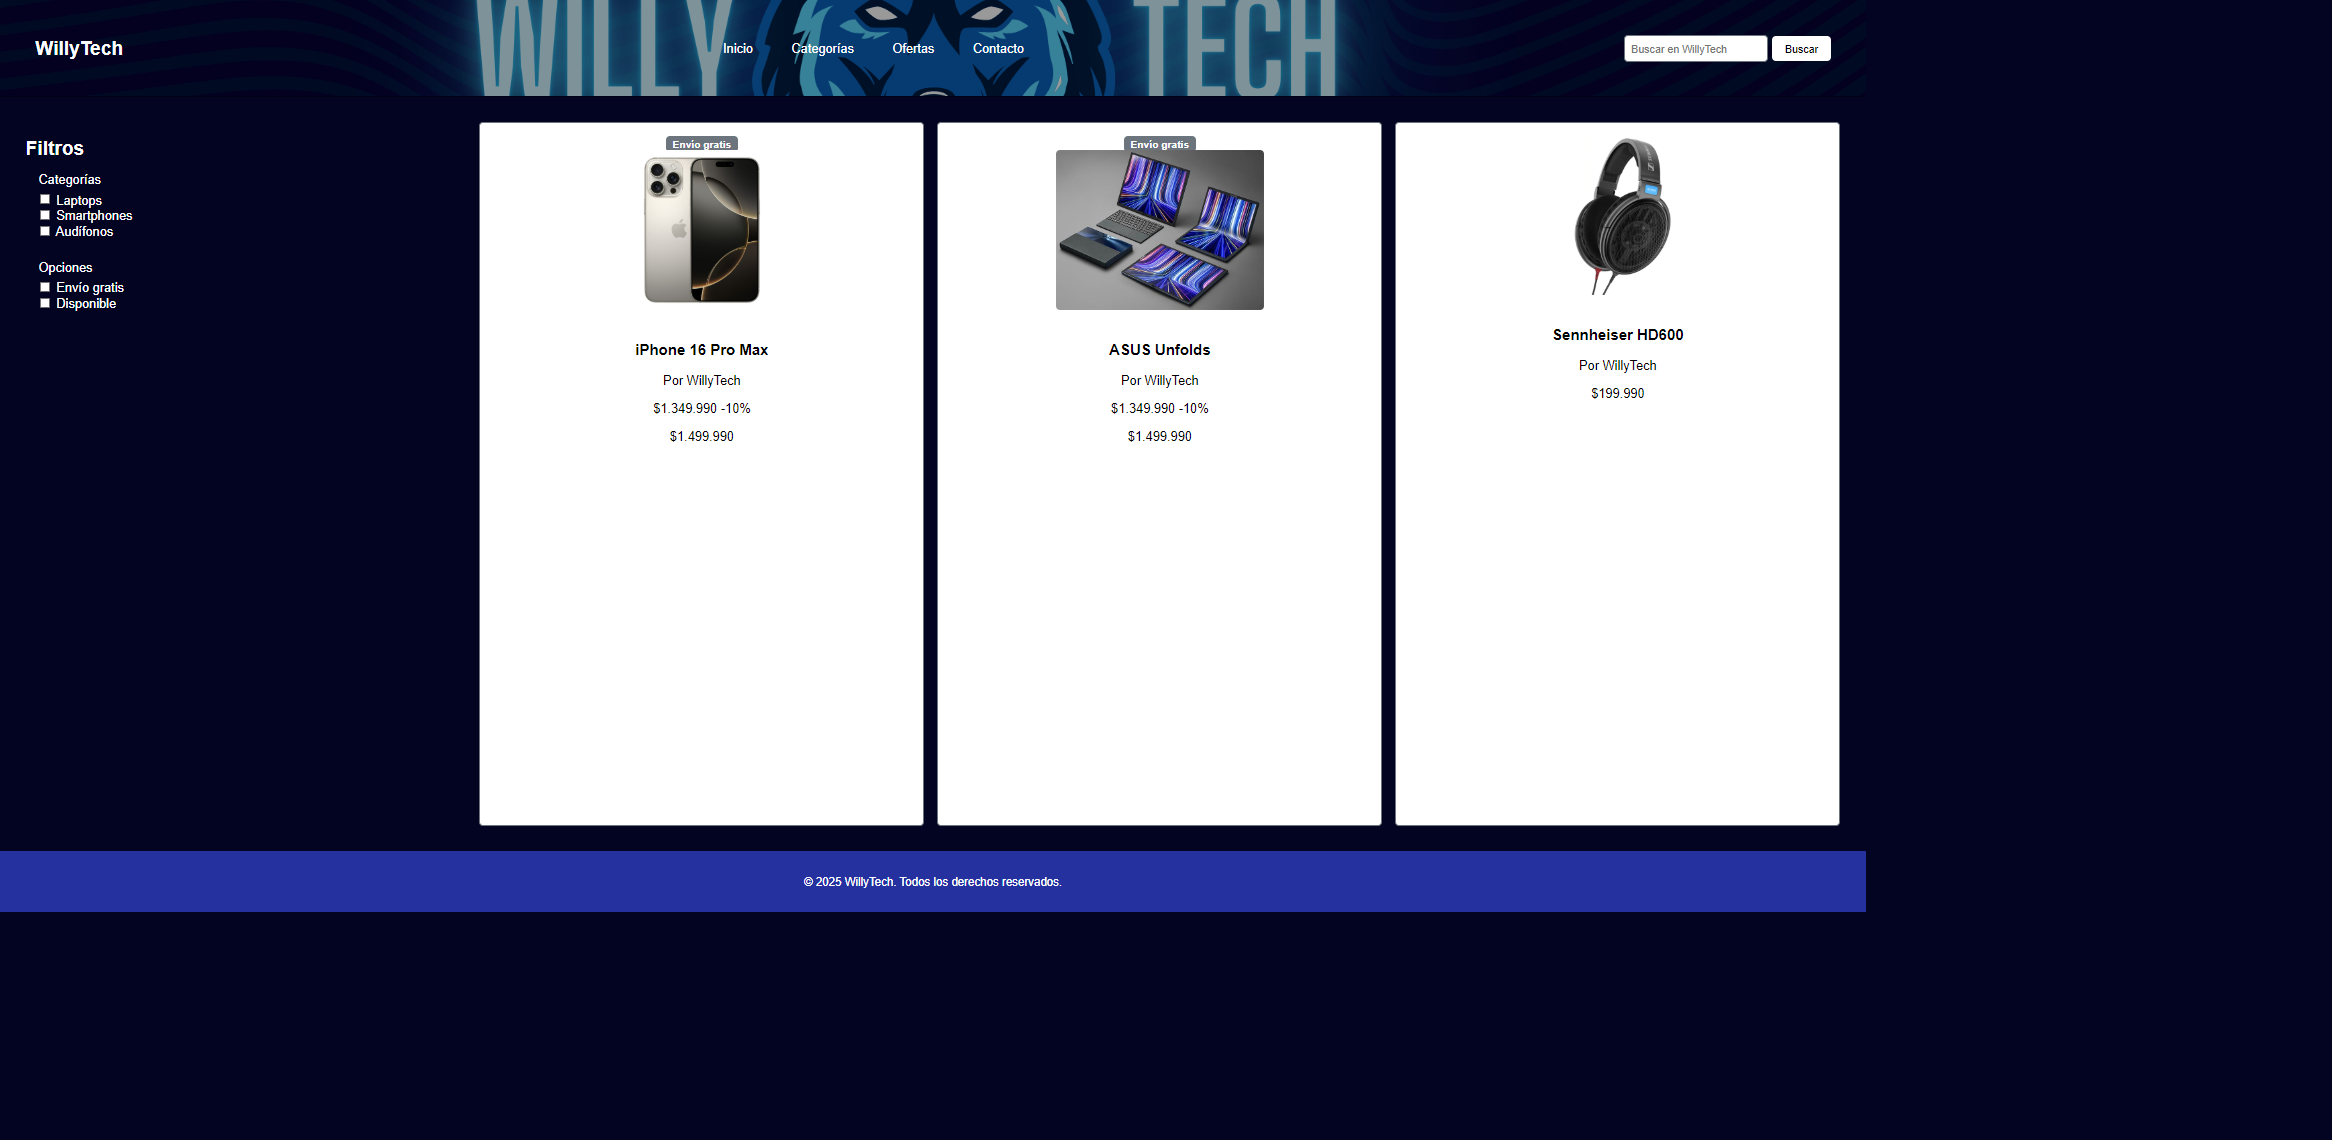 WILLY TECH
WillyTech
Inicio Categorías Ofertas Contacto
Buscar en WillyTech Buscar
Filtros
Categorías
Laptops
Smartphones
Audífonos
Opciones
Envío gratis
Disponible
Envío gratis
iPhone 16 Pro Max
Por WillyTech
$1.349.990 -10%
$1.499.990
Envío gratis
ASUS Unfolds
Por WillyTech
$1.349.990 -10%
$1.499.990
Sennheiser HD600
Por WillyTech
$199.990
© 2025 WillyTech. Todos los derechos reservados.